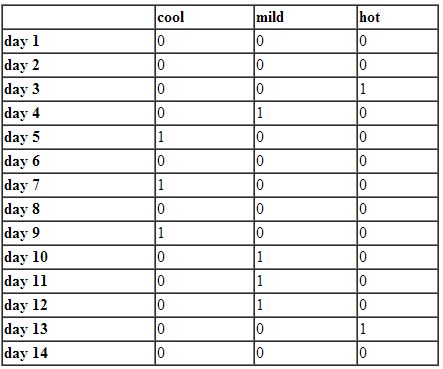 cool mild hot
day 1 0 0 0
day 2 0 0 0
day 3 0 0 1
day 4 0 1 0
day 5 1 0 0
day 6 0 0 0
day 7 1 0 0
day 8 0 0 0
day 9 1 0 0
day 10 0 1 0
day 11 0 1 0
day 12 0 1 0
day 13 0 0 1
day 14 0 0 0